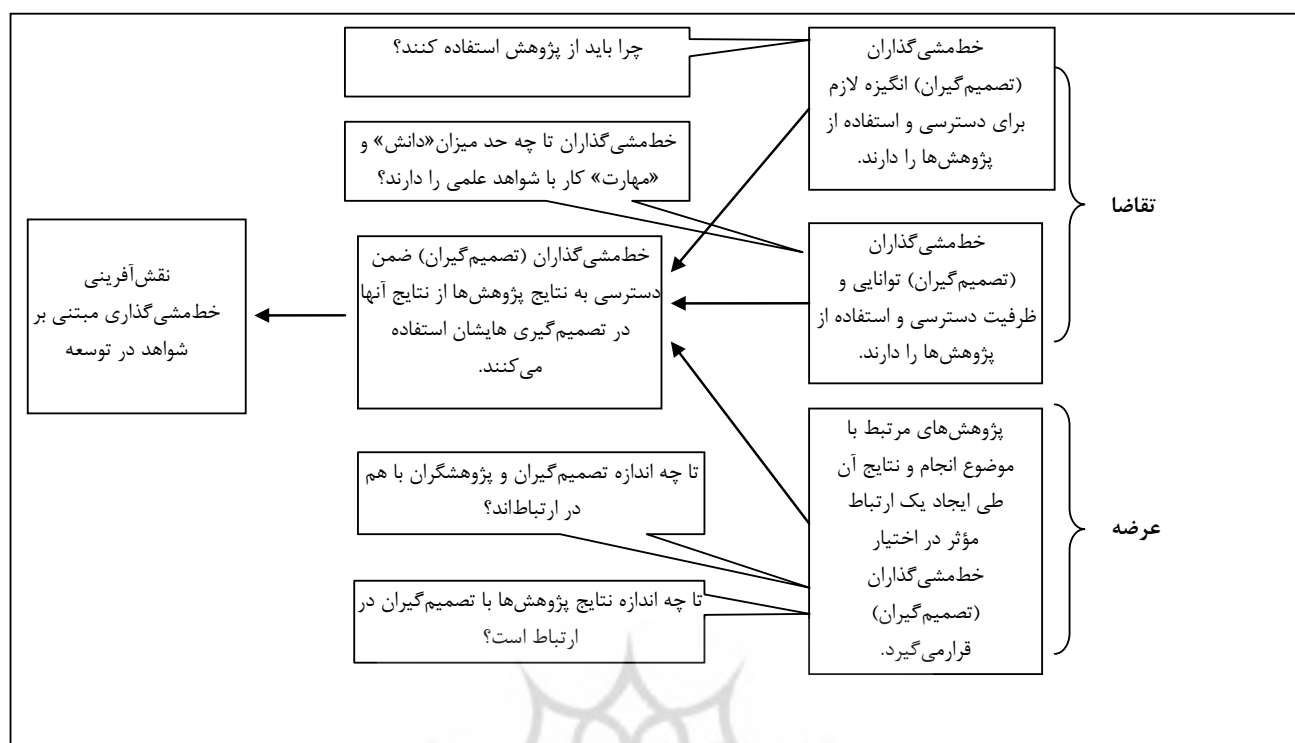 خط‌مشی‌گذاران
(تصمیم‌گیران) انگیزه لازم
برای دسترسی و استفاده از
پژوهش‌ها را دارند.
چرا باید از پژوهش استفاده کنند؟
تقاضا
خط‌مشی‌گذاران تا چه حد میزان«دانش» و
«مهارت» کار با شواهد علمی را دارند؟
خط‌مشی‌گذاران
(تصمیم‌گیران) توانایی و
ظرفیت دسترسی و استفاده از
پژوهش‌ها را دارند.
خط‌مشی‌گذاران (تصمیم‌گیران) ضمن
دسترسی به نتایج پژوهش‌ها از نتایج آنها
در تصمیم‌گیری هایشان استفاده
می‌کنند.
نقش‌آفرینی
خط‌مشی‌گذاری مبتنی بر
شواهد در توسعه
عرضه
پژوهش‌های مرتبط با
موضوع انجام و نتایج آن
طی ایجاد یک ارتباط
مؤثر در اختیار
خط‌مشی‌گذاران
(تصمیم‌گیران)
قرارمی‌گیرد.
تا چه اندازه تصمیم‌گیران و پژوهشگران با هم
در ارتباط‌اند؟
تا چه اندازه نتایج پژوهش‌ها با تصمیم‌گیران در
ارتباط است؟